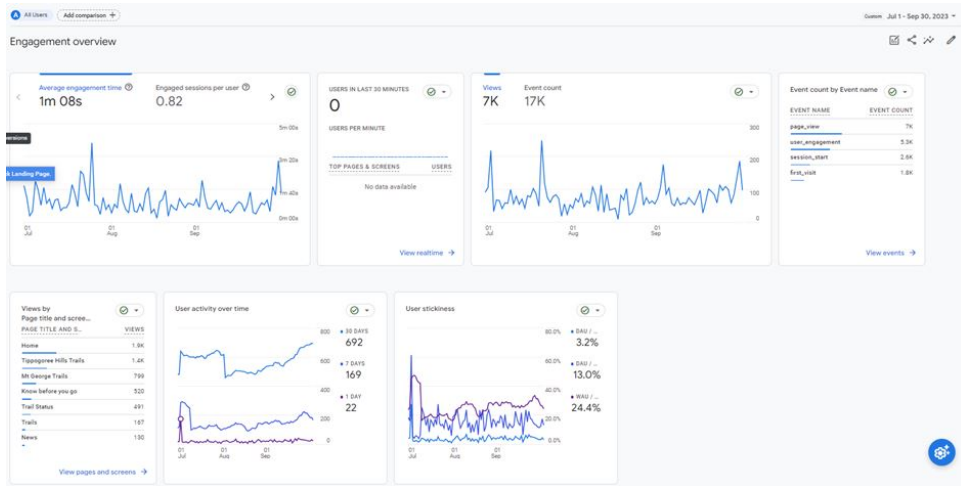 A All Users Add comparison +
Custom Jul 1 - Sep 30, 2023
Engagement overview
Average engagement time
1m 08s
Engaged sessions per user
0.82
5m 00s
3m 20s
1m 40s
0m 00s
01 Jul
01 Aug
01 Sep
k Landing Page
USERS IN LAST 30 MINUTES
0
USERS PER MINUTE
TOP PAGES & SCREENS USERS
No data available
View realtime
Views
7K
Event count
17K
300
200
100
0
01 Jul
01 Aug
01 Sep
Event count by Event name
EVENT NAME EVENT COUNT
page_view 7K
user_engagement 5.3K
session_start 2.6K
first_visit 1.8K
View events
Views by
Page title and scree...
PAGE TITLE AND S... VIEWS
Home 1.9K
Tippogoree Hills Trails 1.4K
Mt George Trails 799
Know before you go 520
Trail Status 491
Trails 187
News
View pages and screens
User activity over time
800
600
400
200
0
01 Jul
01 Aug
01 Sep
30 DAYS
692
7 DAYS
169
1 DAY
22
User stickiness
80.0%
60.0%
40.0%
20.0%
0.0%
01 Jul
01 Aug
01 Sep
DAU / ...
3.2%
DAU / ...
13.0%
WAU / ...
24.4%